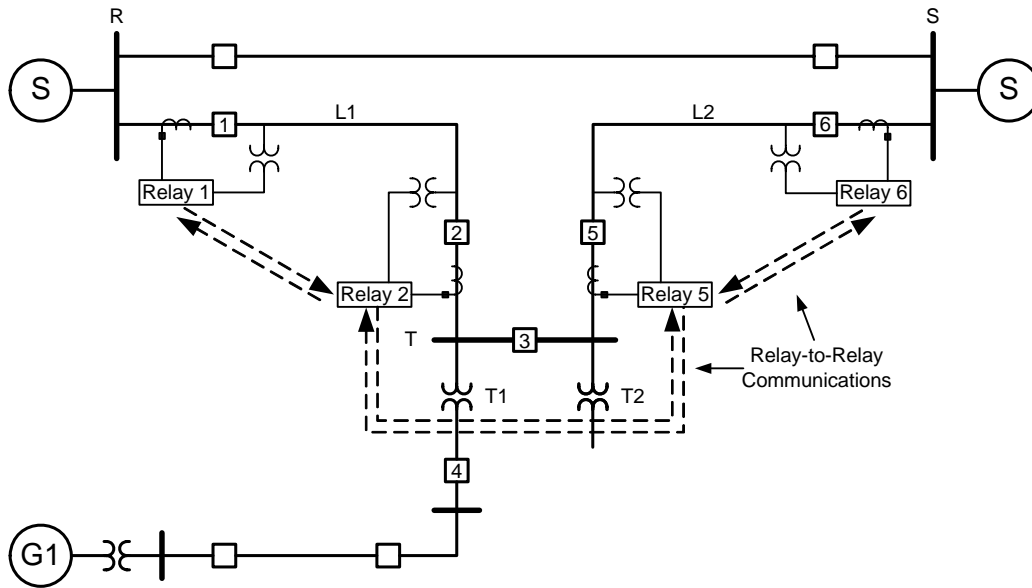 R
S
S
S
1
L1
L2
6
Relay 1
Relay 6
2
5
Relay 2
Relay 5
T
3
Relay-to-Relay
Communications
T1
T2
4
G1